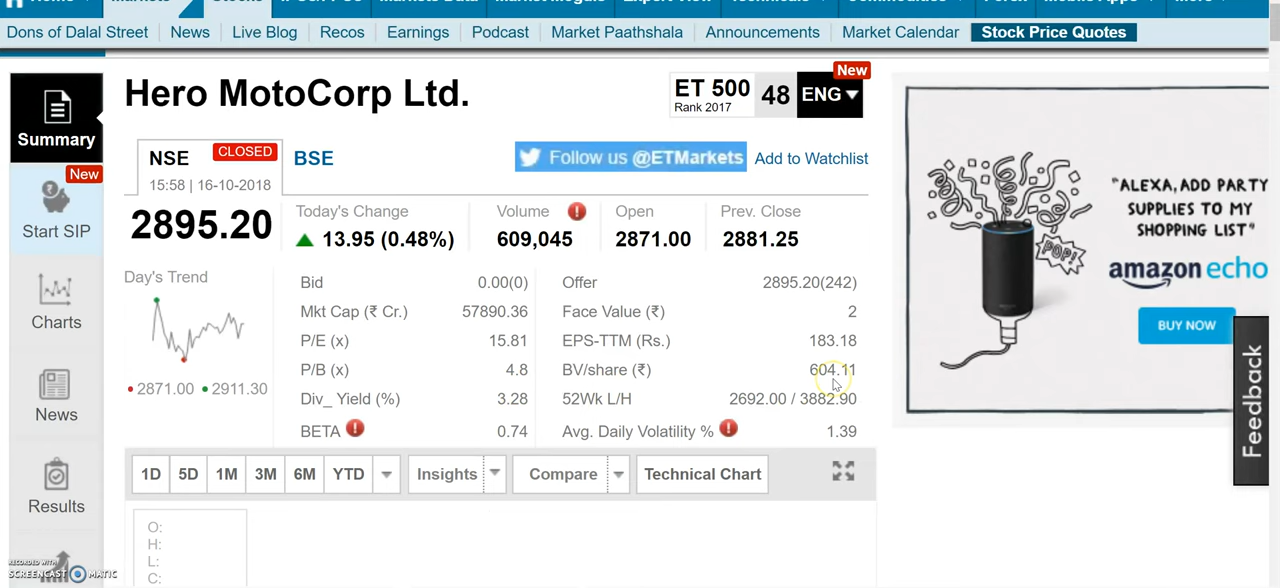 Dons of Dalal Street News Live Blog Recos Earnings Podcast Market Paathshala Announcements Market Calendar Stock Price Quotes
Hero MotoCorp Ltd.
ET 500
Rank 2017
48
ENG
New
Summary
New
Start SIP
Charts
News
Results
NSE CLOSED
15:58 | 16-10-2018
BSE
Follow us @ETMarkets
Add to Watchlist
2895.20
Today's Change
13.95 (0.48%)
Volume
609,045
Open
2871.00
Prev. Close
2881.25
Day's Trend
2871.00 2911.30
Bid 0.00(0)
Mkt Cap (₹ Cr.) 57890.36
P/E (x) 15.81
P/B (x) 4.8
Div_ Yield (%) 3.28
BETA 0.74
Offer 2895.20(242)
Face Value (₹) 2
EPS-TTM (Rs.) 183.18
BV/share (₹) 604.11
52Wk L/H 2692.00 / 3882.90
Avg. Daily Volatility % 1.39
1D 5D 1M 3M 6M YTD Insights Compare Technical Chart
O:
H:
L:
C:
"ALEXA, ADD PARTY
SUPPLIES TO MY
SHOPPING LIST"
POP!
amazon echo
BUY NOW
Feedback
RECORDED WITH
SCREENCAST MATIC